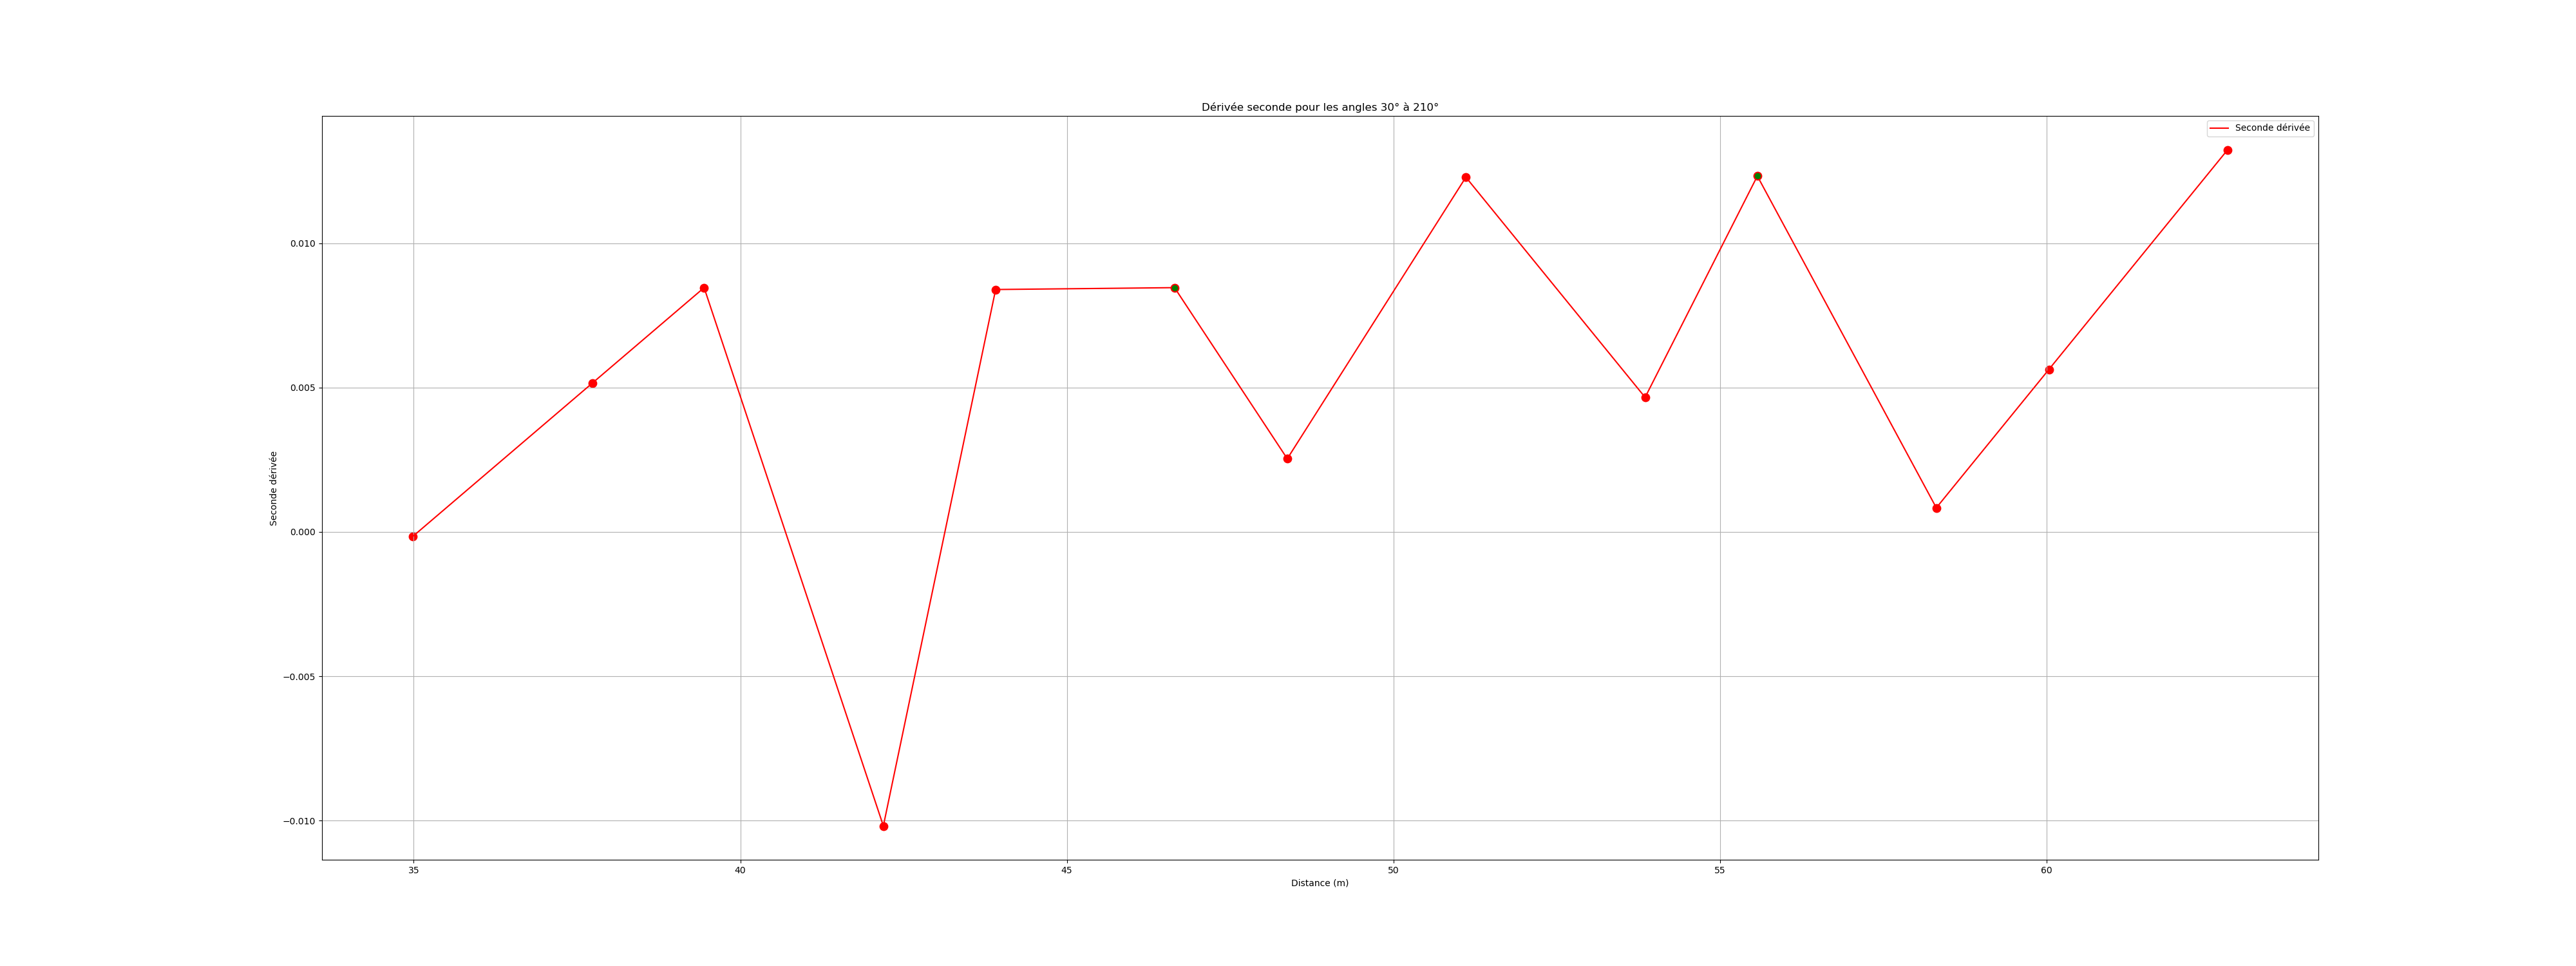 Dérivée seconde pour les angles 30° à 210°
Seconde dérivée
0.010
0.005
0.000
−0.005
−0.010
Seconde dérivée
35 40 45 50 55 60
Distance (m)